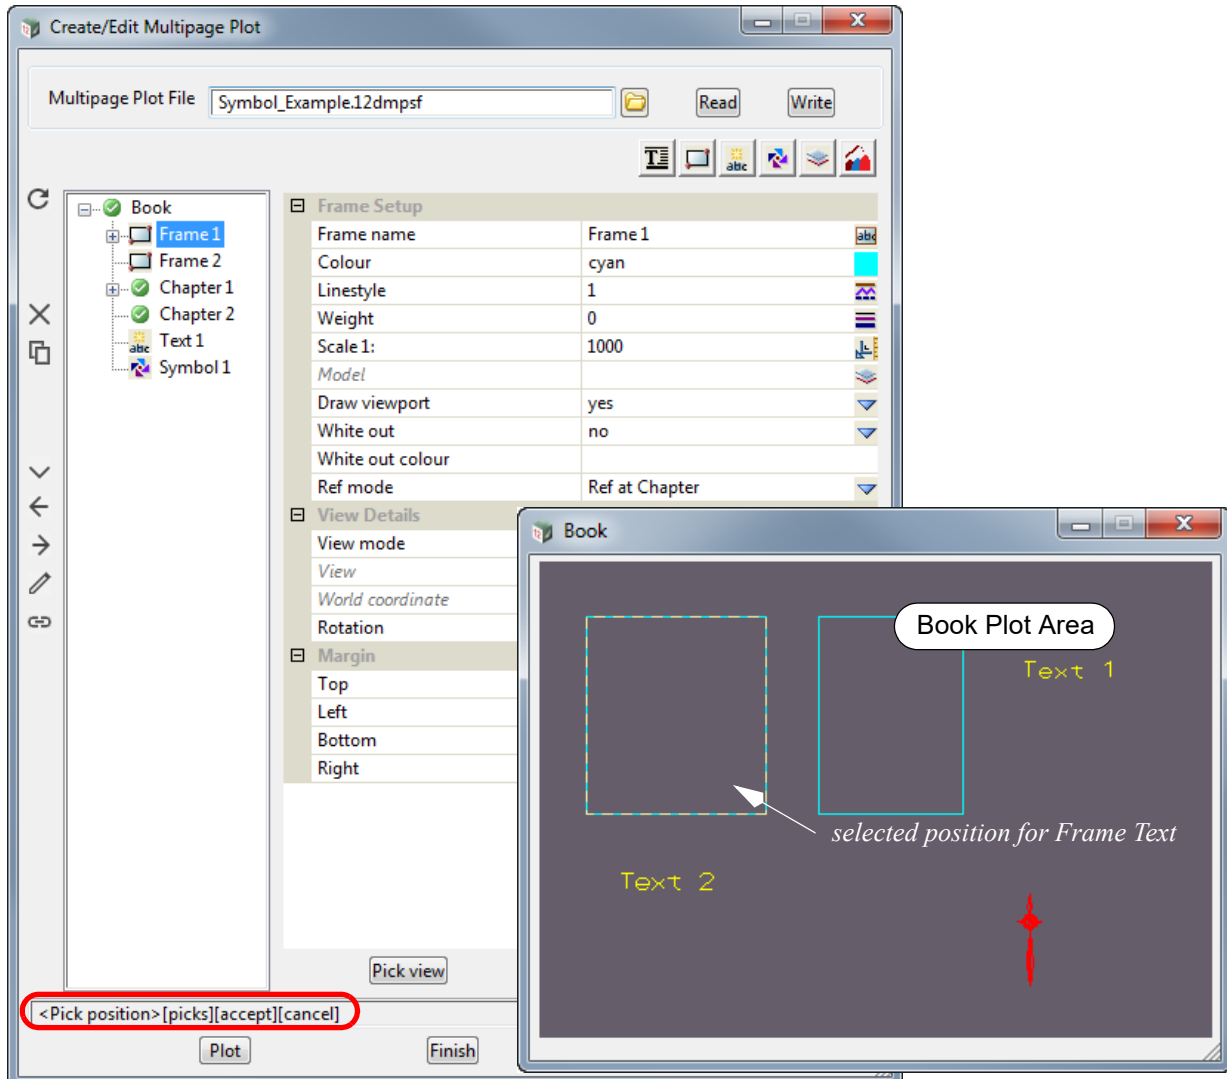 Create/Edit Multipage Plot
Multipage Plot File Symbol_Example.12dmpsf Read Write
Book
Frame 1
Frame 2
Chapter 1
Chapter 2
Text 1
Symbol 1
Frame Setup
Frame name Frame 1
Colour cyan
Linestyle 1
Weight 0
Scale 1: 1000
Model
Draw viewport yes
White out no
White out colour
Ref mode Ref at Chapter
View Details
View mode
View
World coordinate
Rotation
Margin
Top
Left
Bottom
Right
Pick view
<Pick position>[picks][accept][cancel]
Plot Finish
Book
Book Plot Area
Text 1
selected position for Frame Text
Text 2